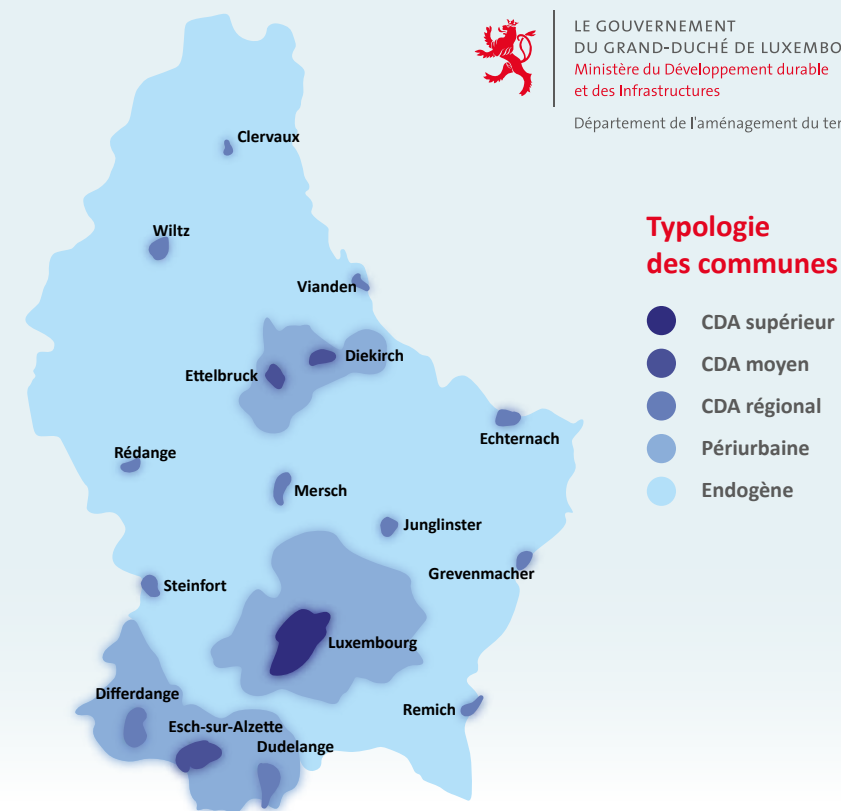 LE GOUVERNEMENT
DU GRAND-DUCHÉ DE LUXEMBO
Ministère du Développement durable
et des Infrastructures
Département de l'aménagement du ter
Clervaux
Wiltz
Typologie
des communes
Vianden
CDA supérieur
Diekirch
CDA moyen
Ettelbruck
CDA régional
Echternach
Périurbaine
Rédange
Mersch
Endogène
Junglinster
Grevenmacher
Steinfort
Luxembourg
Differdange
Remich
Esch-sur-Alzette
Dudelange